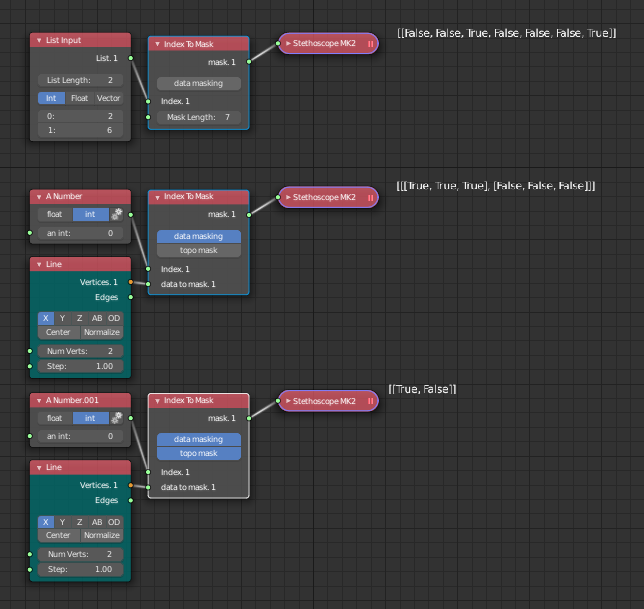 List Input
List. 1
List Length: 2
Int Float Vector
0: 2
1: 6
Index To Mask
mask. 1
data masking
Index. 1
Mask Length: 7
Stethoscope MK2
[[False, False, True, False, False, False, True]]
A Number
float int
an int: 0
Line
Vertices. 1
Edges
X Y Z AB OD
Center Normalize
Num Verts: 2
Step: 1.00
Index To Mask
mask. 1
data masking
topo mask
Index. 1
data to mask. 1
Stethoscope MK2
[[[True, True, True], [False, False, False]]]
A Number.001
float int
an int: 0
Line
Vertices. 1
Edges
X Y Z AB OD
Center Normalize
Num Verts: 2
Step: 1.00
Index To Mask
mask. 1
data masking
topo mask
Index. 1
data to mask. 1
Stethoscope MK2
[[True, False]]